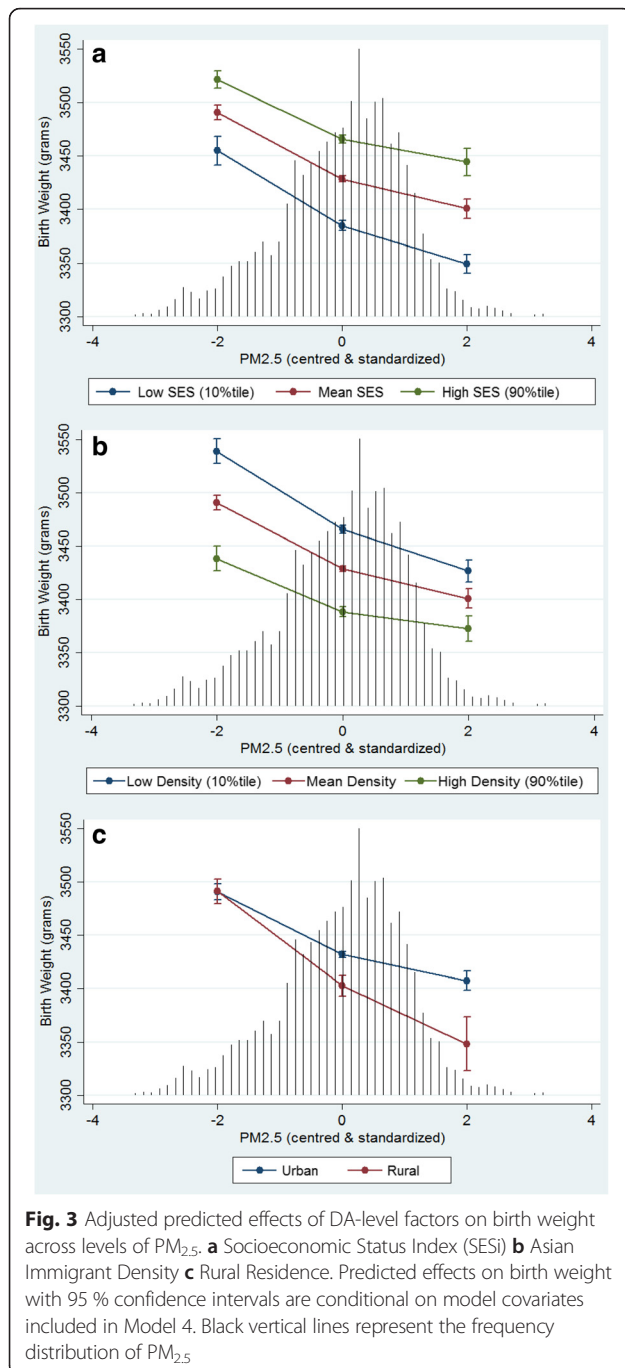 a
Birth Weight (grams)
3550
3500
3450
3400
3350
3300
-4 -2 0 2 4
PM2.5 (centred & standardized)
Low SES (10%tile) Mean SES High SES (90%tile)
b
Birth Weight (grams)
3550
3500
3450
3400
3350
3300
-4 -2 0 2 4
PM2.5 (centred & standardized)
Low Density (10%tile) Mean Density High Density (90%tile)
c
Birth Weight (grams)
3550
3500
3450
3400
3350
3300
-4 -2 0 2 4
PM2.5 (centred & standardized)
Urban Rural
Fig. 3 Adjusted predicted effects of DA-level factors on birth weight
across levels of PM2.5. a Socioeconomic Status Index (SESi) b Asian
Immigrant Density c Rural Residence. Predicted effects on birth weight
with 95 % confidence intervals are conditional on model covariates
included in Model 4. Black vertical lines represent the frequency
distribution of PM2.5